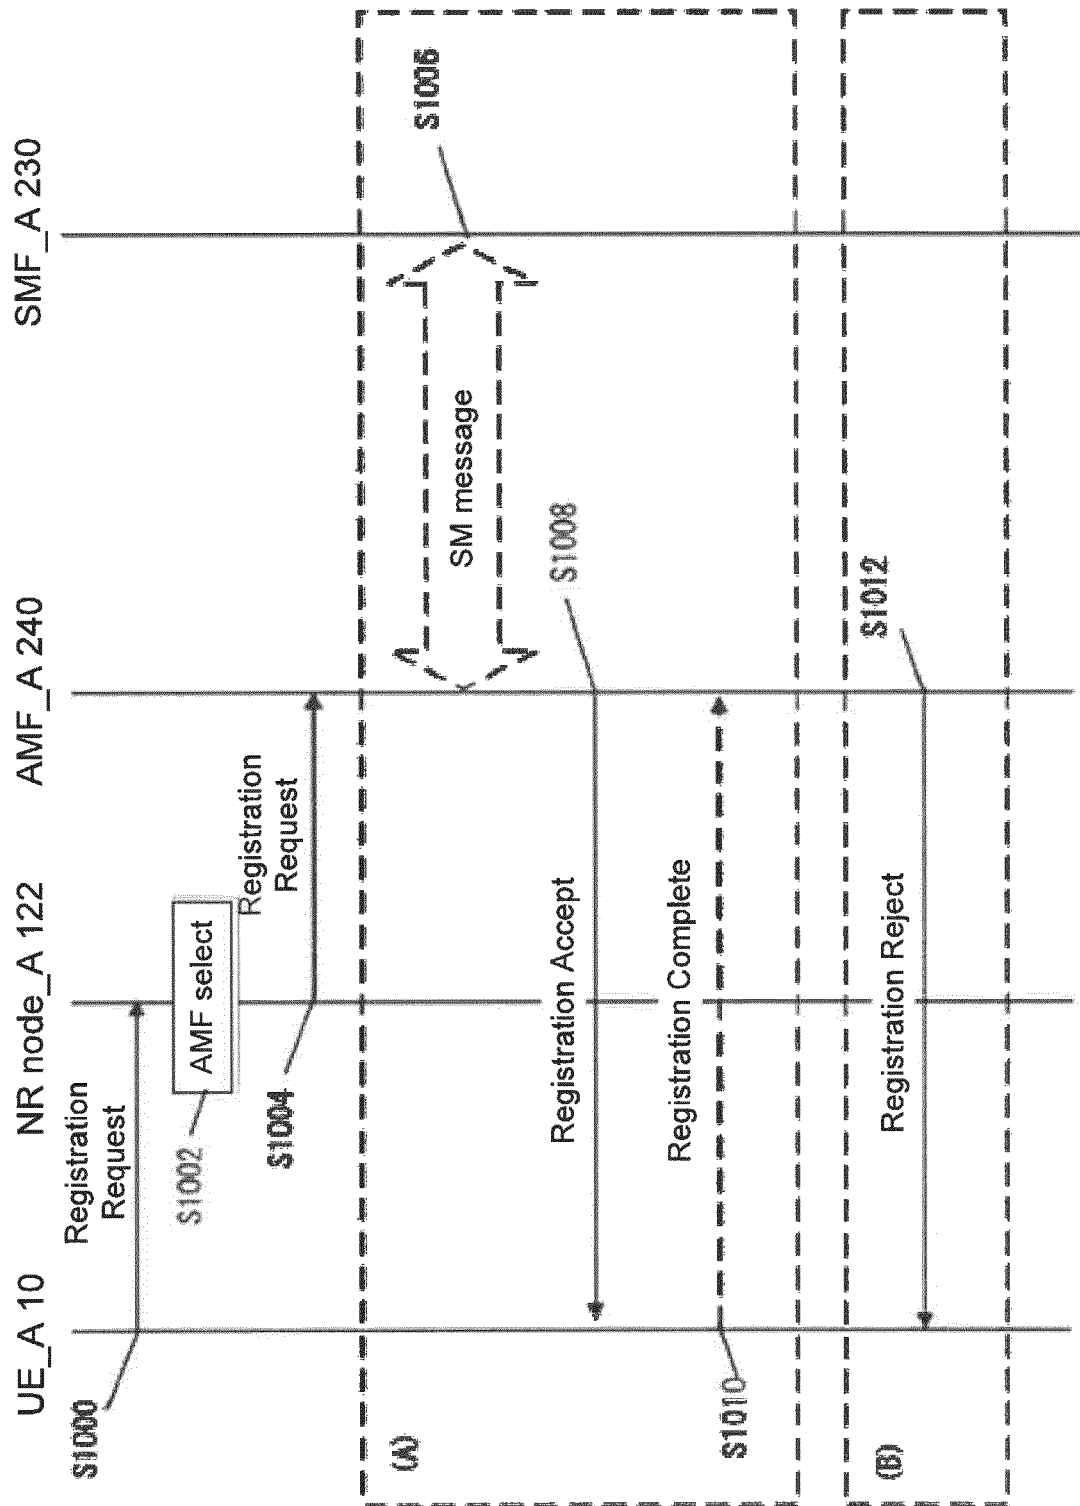 UE_A 10
NR node_A 122
AMF_A 240
SMF_A 230
S1000
Registration
Request
S1002
AMF select
S1004
Registration
Request
(A)
SM message
S1006
Registration Accept
S1008
Registration Complete
S1010
(B)
Registration Reject
S1012